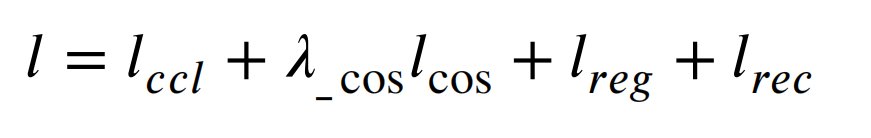 l = l_{ccl} + λ_{\_cos} l_{cos} + l_{reg} + l_{rec}